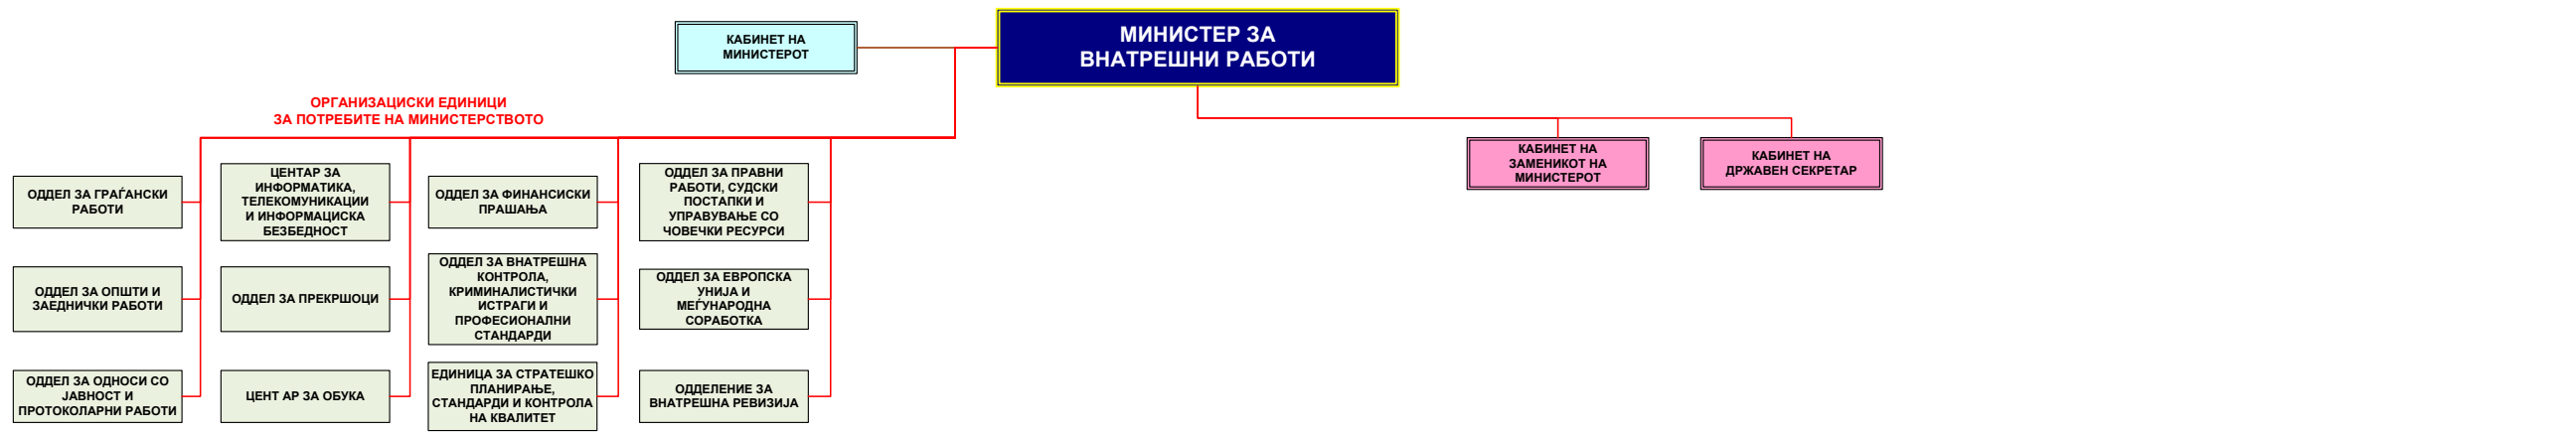 КАБИНЕТ НА
МИНИСТЕРОТ
МИНИСТЕР ЗА
ВНАТРЕШНИ РАБОТИ
ОРГАНИЗАЦИСКИ ЕДИНИЦИ
ЗА ПОТРЕБИТЕ НА МИНИСТЕРСТВОТО
КАБИНЕТ НА
ЗАМЕНИКОТ НА
МИНИСТЕРОТ
КАБИНЕТ НА
ДРЖАВЕН СЕКРЕТАР
ОДДЕЛ ЗА ГРАЃАНСКИ
РАБОТИ
ЦЕНТАР ЗА
ИНФОРМАТИКА,
ТЕЛЕКОМУНИКАЦИИ
И ИНФОРМАЦИСКА
БЕЗБЕДНОСТ
ОДДЕЛ ЗА ФИНАНСИСКИ
ПРАШАЊА
ОДДЕЛ ЗА ПРАВНИ
РАБОТИ, СУДСКИ
ПОСТАПКИ И
УПРАВУВАЊЕ СО
ЧОВЕЧКИ РЕСУРСИ
ОДДЕЛ ЗА ОПШТИ И
ЗАЕДНИЧКИ РАБОТИ
ОДДЕЛ ЗА ПРЕКРШОЦИ
ОДДЕЛ ЗА ВНАТРЕШНА
КОНТРОЛА,
КРИМИНАЛИСТИЧКИ
ИСТРАГИ И
ПРОФЕСИОНАЛНИ
СТАНДАРДИ
ОДДЕЛ ЗА ЕВРОПСКА
УНИЈА И
МЕЃУНАРОДНА
СОРАБОТКА
ОДДЕЛ ЗА ОДНОСИ СО
ЈАВНОСТ И
ПРОТОКОЛАРНИ РАБОТИ
ЦЕНТ АР ЗА ОБУКА
ЕДИНИЦА ЗА СТРАТЕШКО
ПЛАНИРАЊЕ,
СТАНДАРДИ И КОНТРОЛА
НА КВАЛИТЕТ
ОДДЕЛЕНИЕ ЗА
ВНАТРЕШНА РЕВИЗИЈА